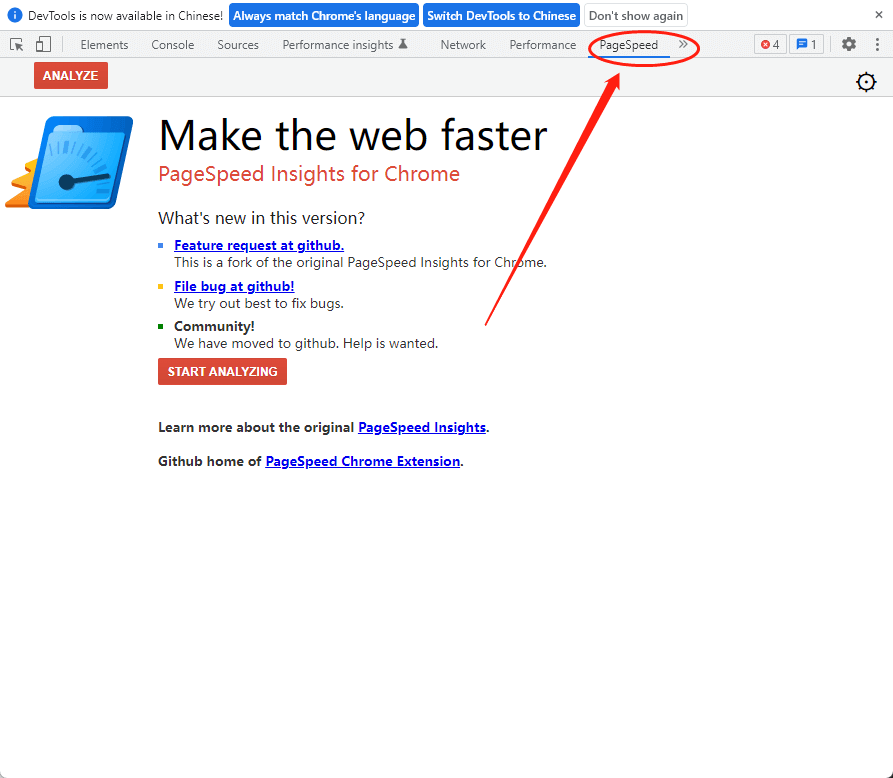 DevTools is now available in Chinese! Always match Chrome's language Switch DevTools to Chinese Don't show again
Elements Console Sources Performance insights Network Performance PageSpeed » 4 1
ANALYZE
Make the web faster
PageSpeed Insights for Chrome
What's new in this version?
Feature request at github.
This is a fork of the original PageSpeed Insights for Chrome.
File bug at github!
We try out best to fix bugs.
Community!
We have moved to github. Help is wanted.
START ANALYZING
Learn more about the original PageSpeed Insights.
Github home of PageSpeed Chrome Extension.